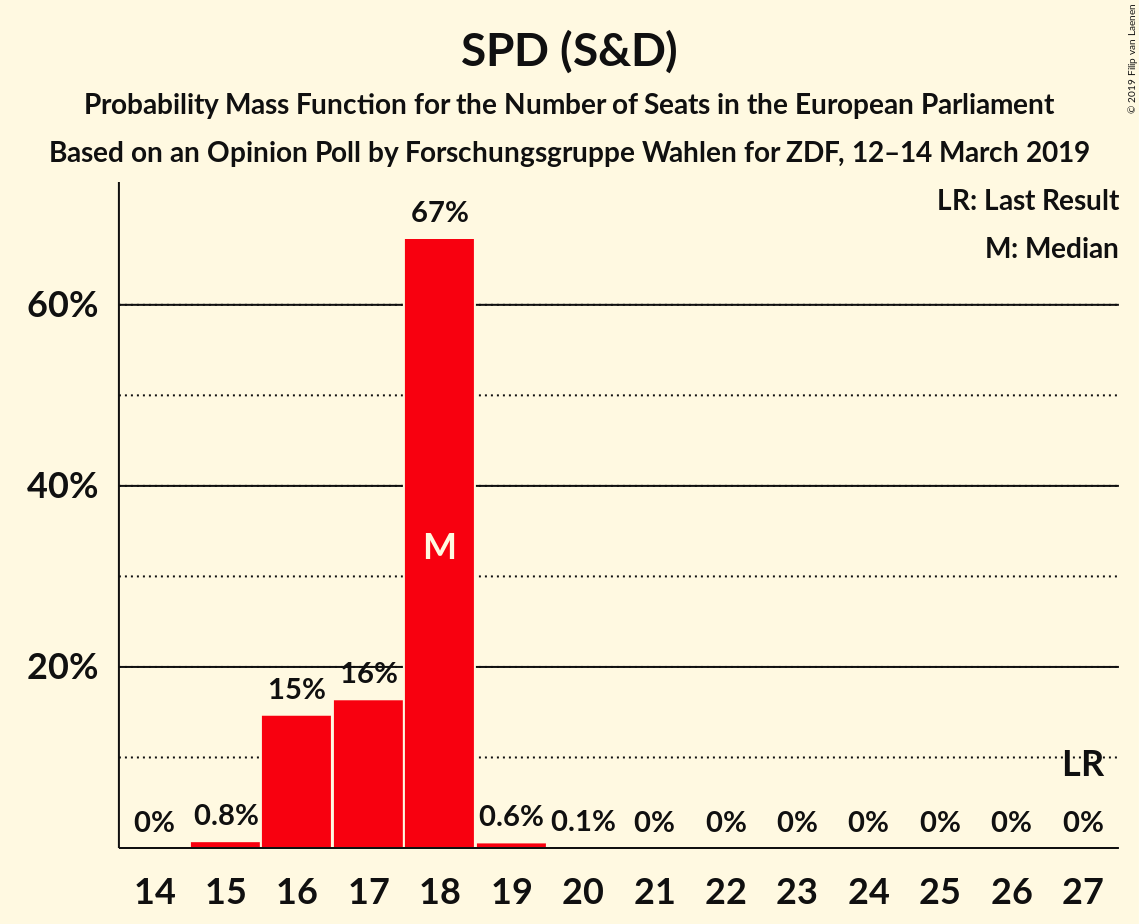 SPD (S&D)
Probability Mass Function for the Number of Seats in the European Parliament
Based on an Opinion Poll by Forschungsgruppe Wahlen for ZDF, 12–14 March 2019
© 2019 Filip van Laenen
LR: Last Result
M: Median
67%
60%
40%
M
20%
15% 16%
LR
0% 0.8% 0.6% 0.1% 0% 0% 0% 0% 0% 0% 0%
14 15 16 17 18 19 20 21 22 23 24 25 26 27